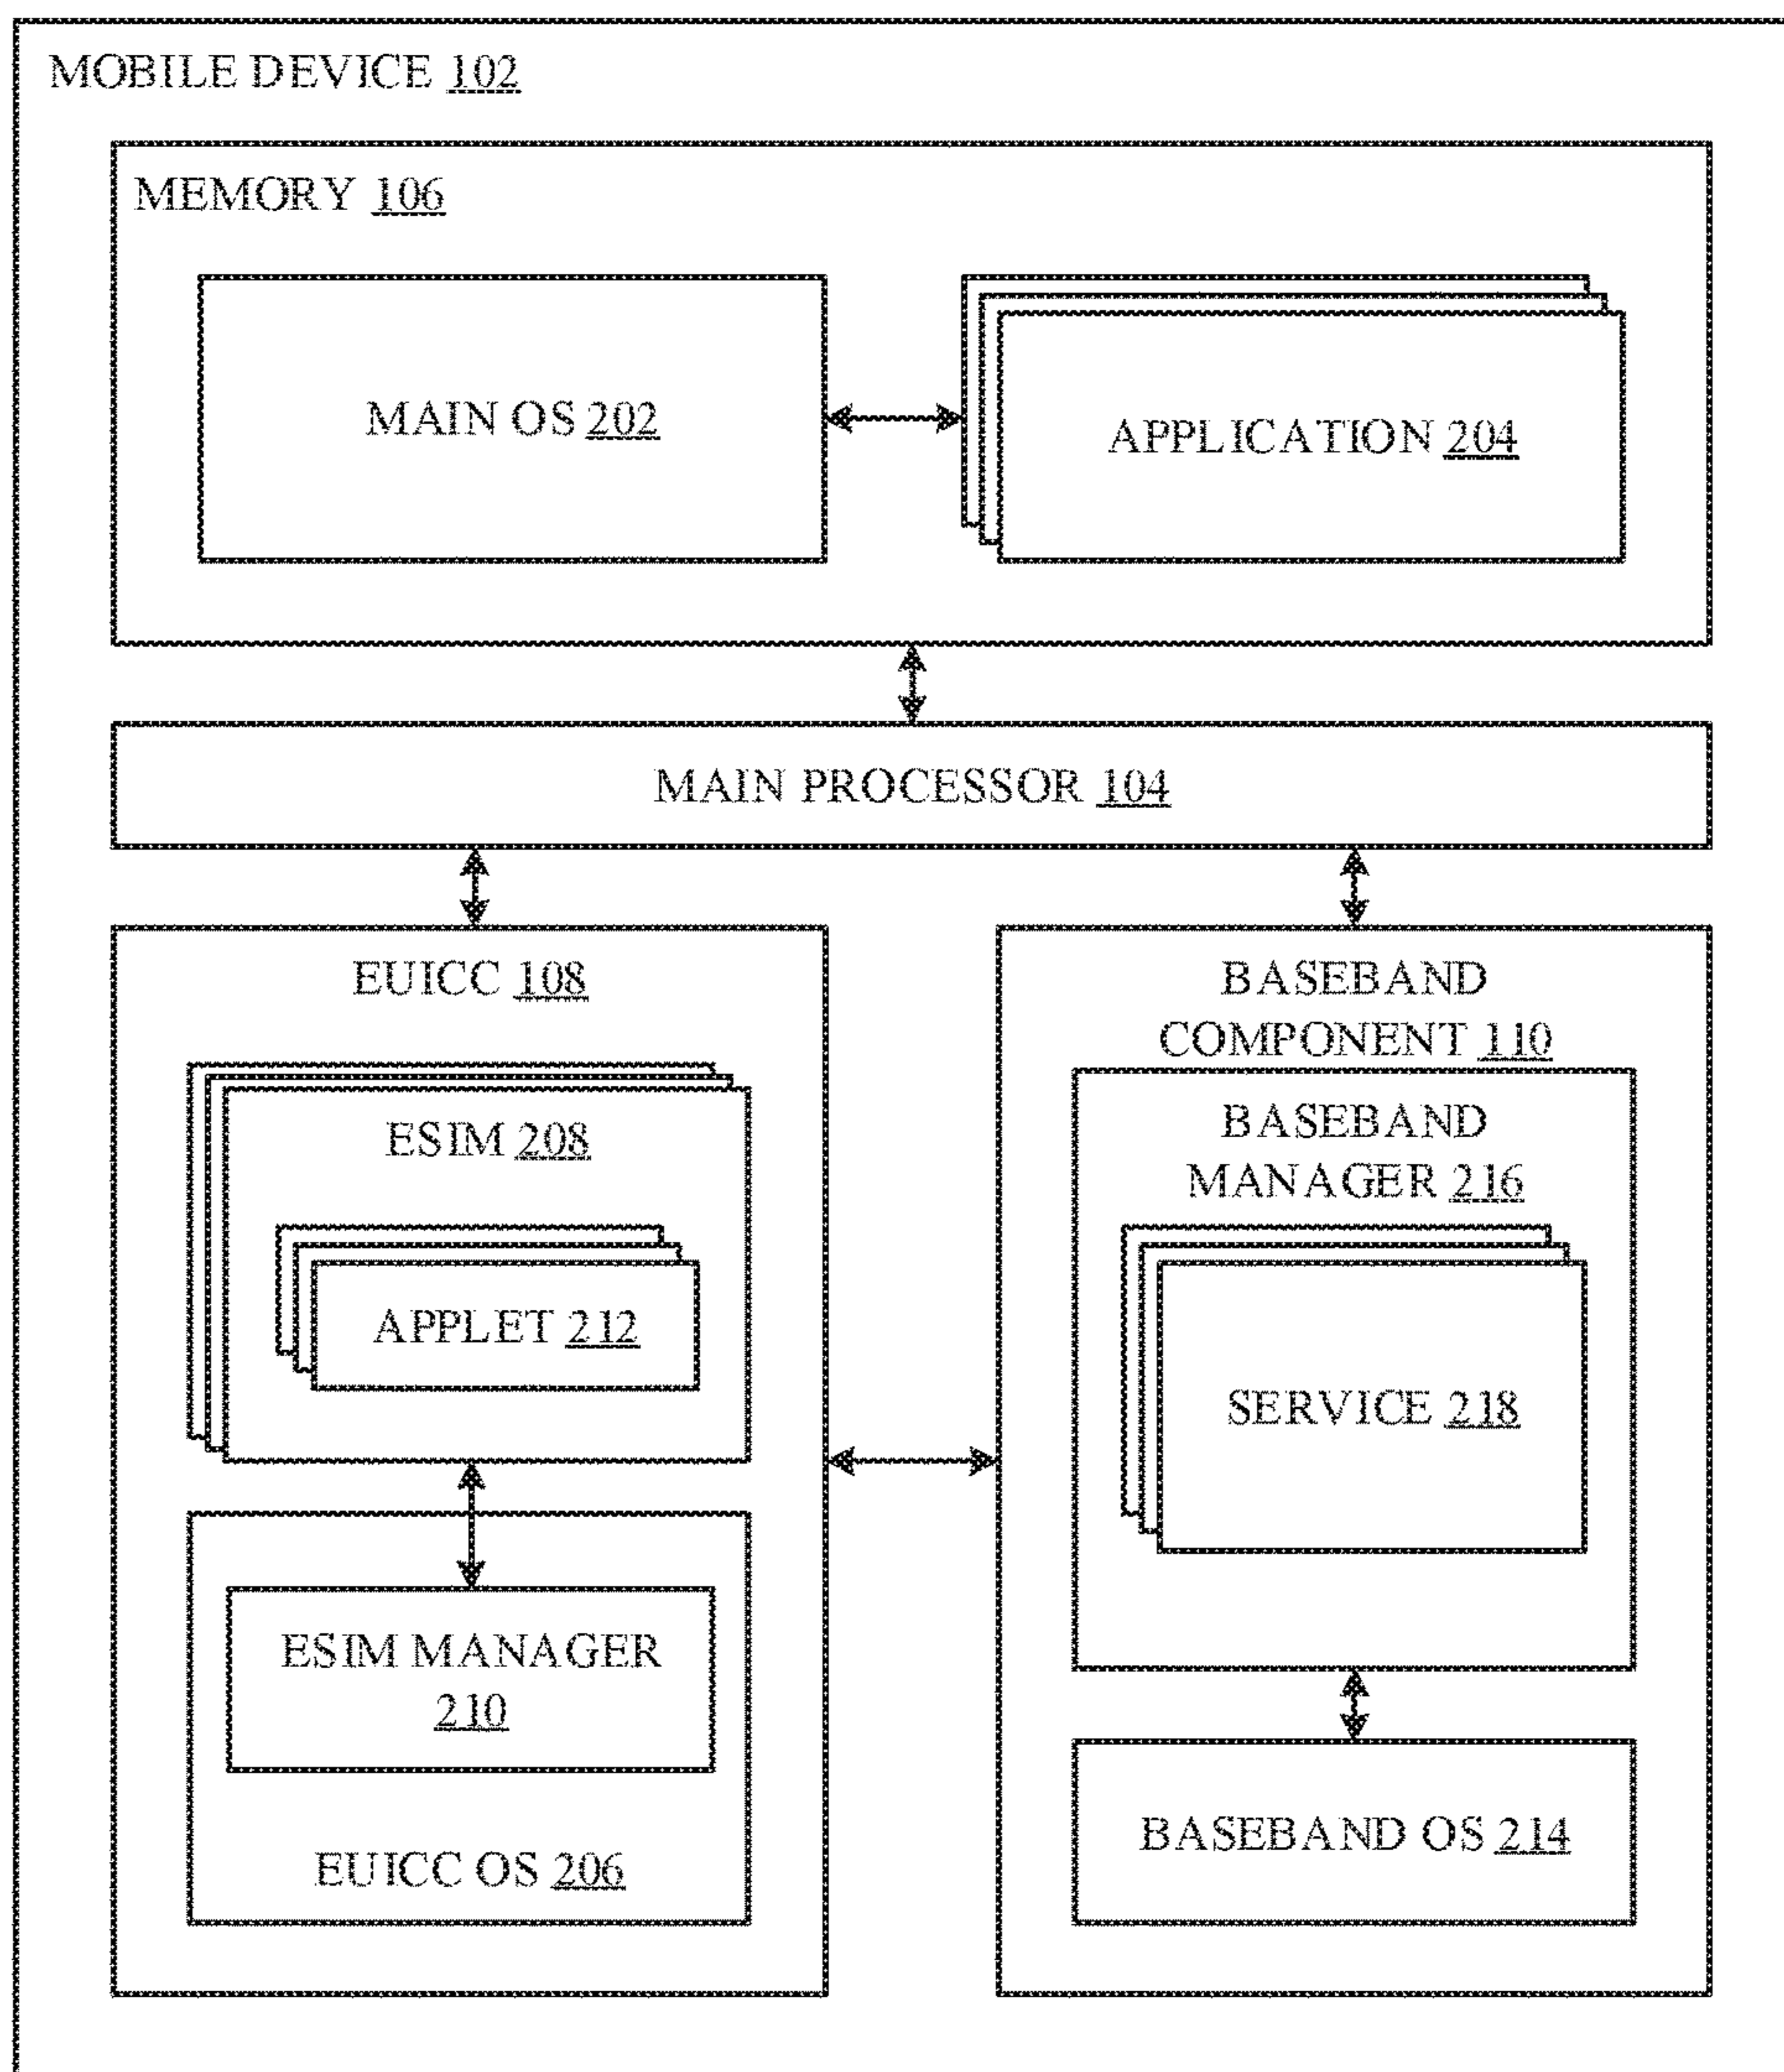 MOBILE DEVICE 102
MEMORY 106
MAIN OS 202
APPLICATION 204
MAIN PROCESSOR 104
EUICC 108
ESIM 208
APPLET 212
ESIM MANAGER
210
EUICC OS 206
BASEBAND
COMPONENT 110
BASEBAND
MANAGER 216
SERVICE 218
BASEBAND OS 214